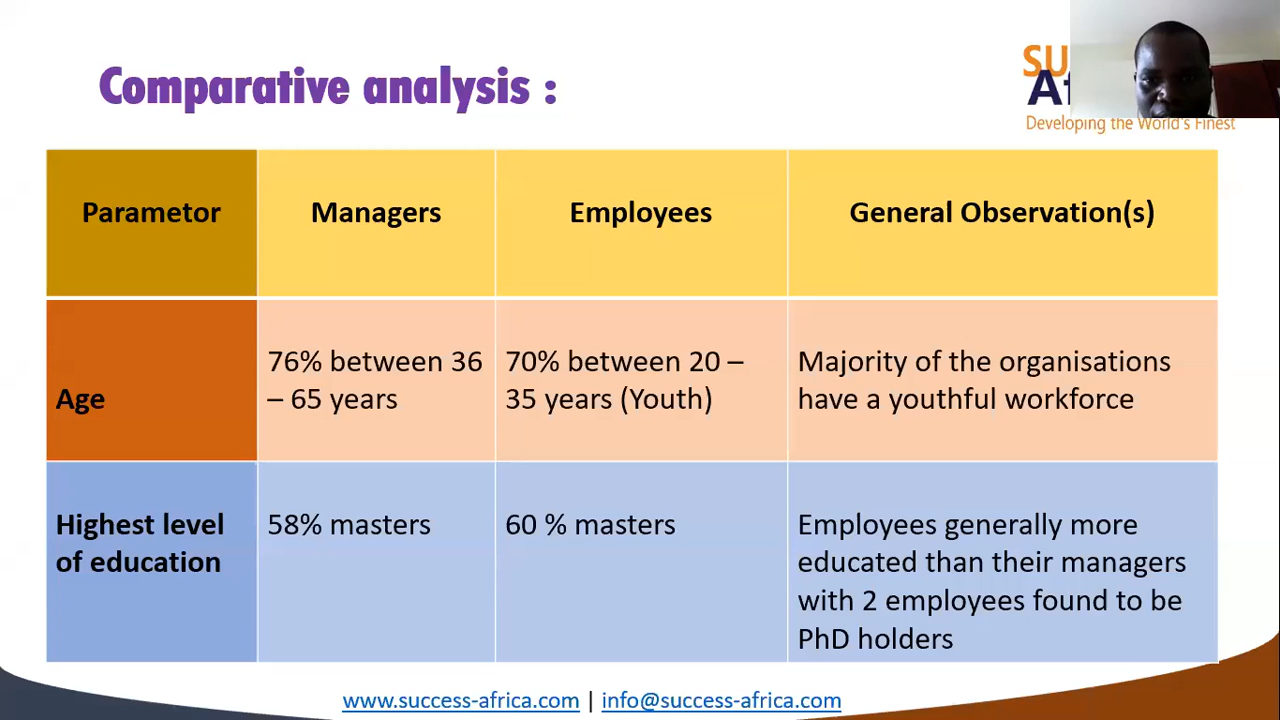 Comparative analysis :
SU
Af
Developing the World's Finest
Parametor
Managers
Employees
General Observation(s)
Age
76% between 36
– 65 years
70% between 20 –
35 years (Youth)
Majority of the organisations
have a youthful workforce
Highest level
of education
58% masters
60 % masters
Employees generally more
educated than their managers
with 2 employees found to be
PhD holders
www.success-africa.com | info@success-africa.com